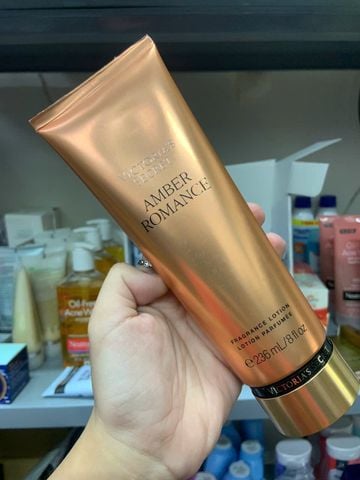 VICTORIA'S
SECRET
AMBER
ROMANCE
FRAGRANCE LOTION
LOTION PARFUMÉE
℮236 mL/8 fl oz
VICTORIA'S
Oil-Free
Acne Wash